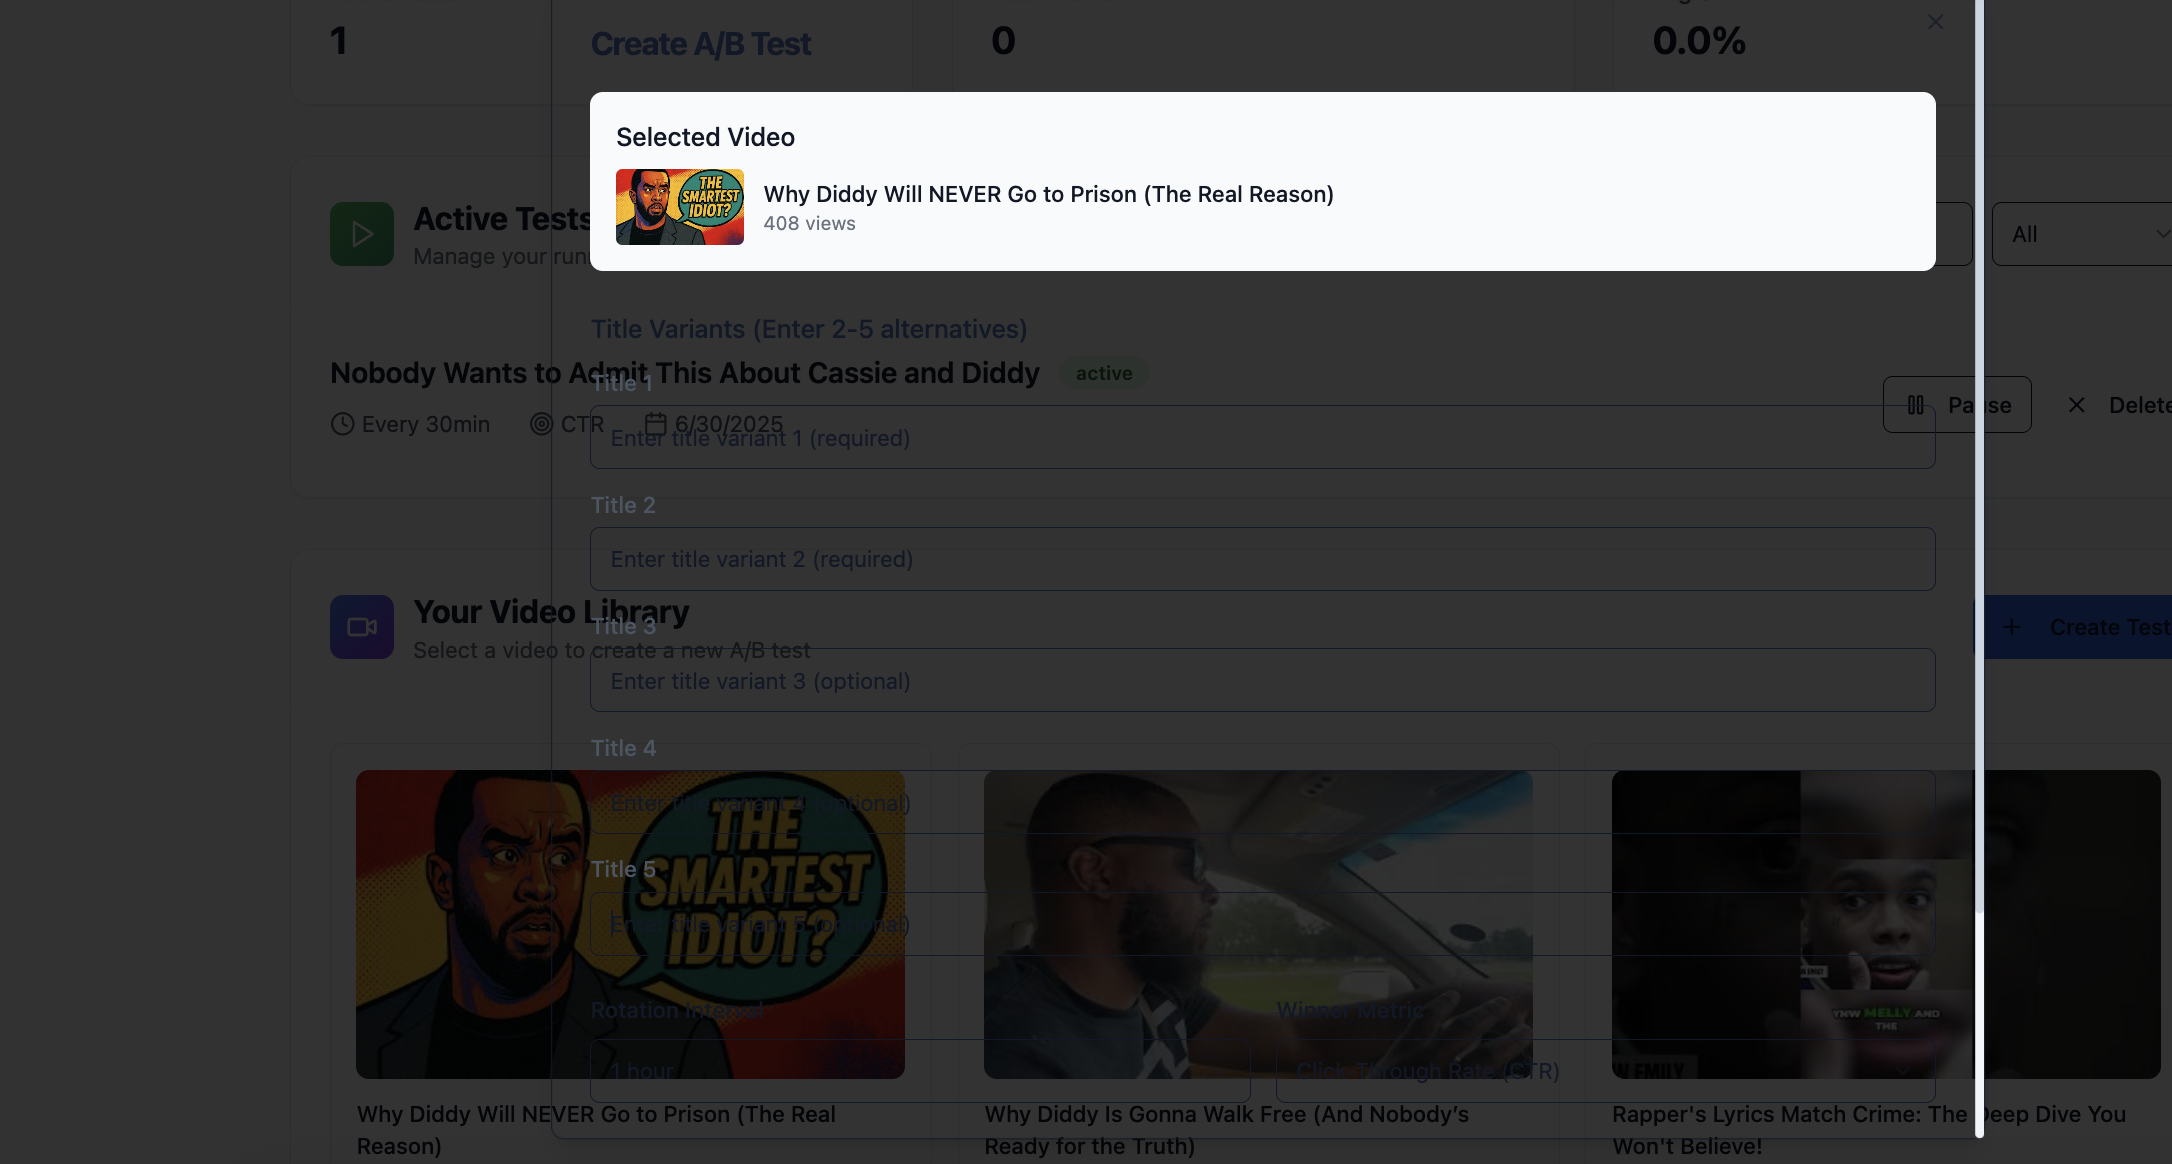 1
Create A/B Test
0
0.0%
Selected Video
THE
SMARTEST
IDIOT?
Why Diddy Will NEVER Go to Prison (The Real Reason)
408 views
Active Tests
Manage your run
All
Title Variants (Enter 2-5 alternatives)
Nobody Wants to Admit This About Cassie and Diddy
active
Title 1
Every 30min
CTR
6/30/2025
Pause
Delete
Enter title variant 1 (required)
Title 2
Enter title variant 2 (required)
Your Video Library
Title 3
Select a video to create a new A/B test
Create Test
Enter title variant 3 (optional)
Title 4
Enter title variant 4 (optional)
THE
SMARTEST
IDIOT?
Title 5
Enter title variant 5 (optional)
Rotation Interval
Winner Metric
YNW MELLY AND
THE
1 hour
Click Through Rate (CTR)
W EMILY
Why Diddy Will NEVER Go to Prison (The Real
Reason)
Why Diddy Is Gonna Walk Free (And Nobody’s
Ready for the Truth)
Rapper's Lyrics Match Crime: The Deep Dive You
Won't Believe!